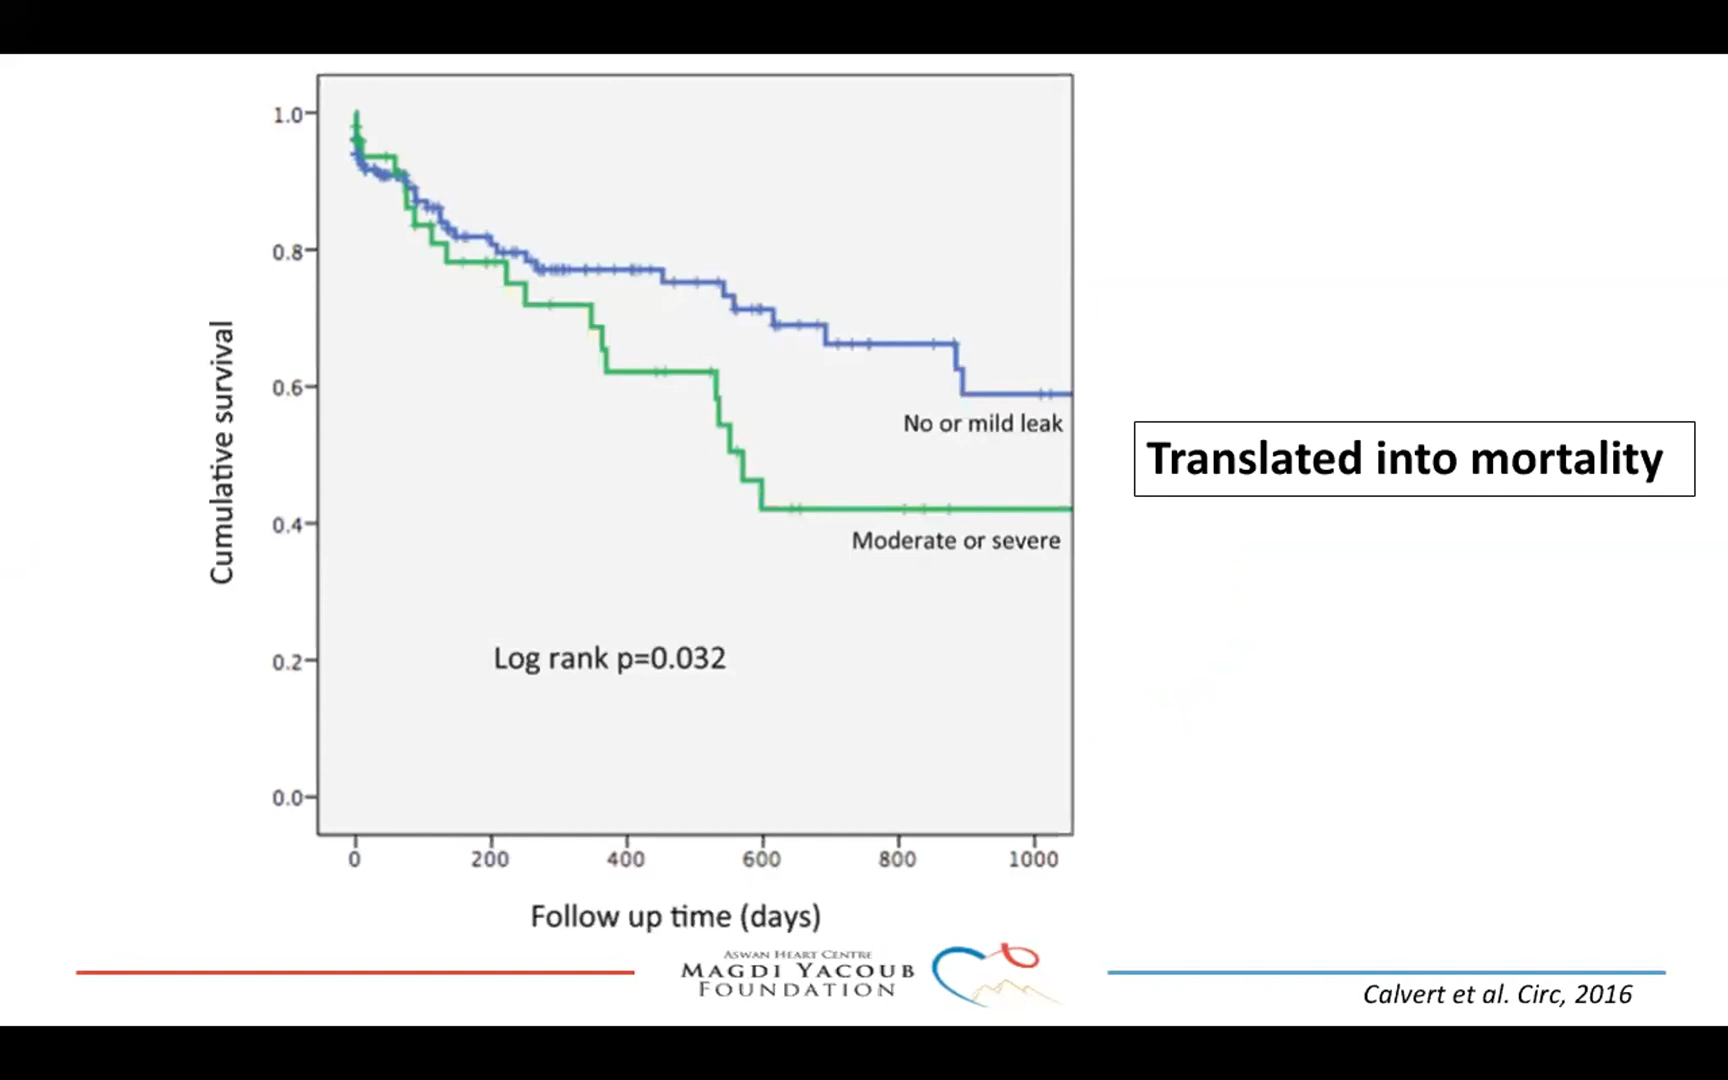 1.0
0.8
0.6
0.4
0.2
0.0
Cumulative survival
No or mild leak
Moderate or severe
Log rank p=0.032
0 200 400 600 800 1000
Follow up time (days)
Translated into mortality
ASWAN HEART CENTRE
MAGDI YACOUB
FOUNDATION
Calvert et al. Circ, 2016